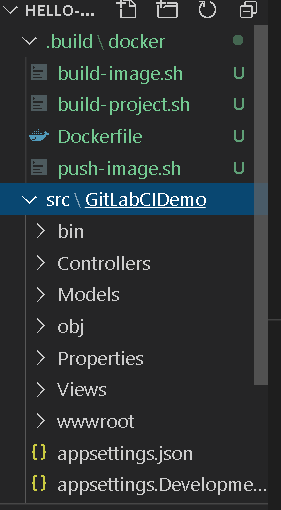 HELLO-...
.build \ docker
build-image.sh U
build-project.sh U
Dockerfile U
push-image.sh U
src \ GitLabCIDemo
bin
Controllers
Models
obj
Properties
Views
wwwroot
{} appsettings.json
{} appsettings.Developme...